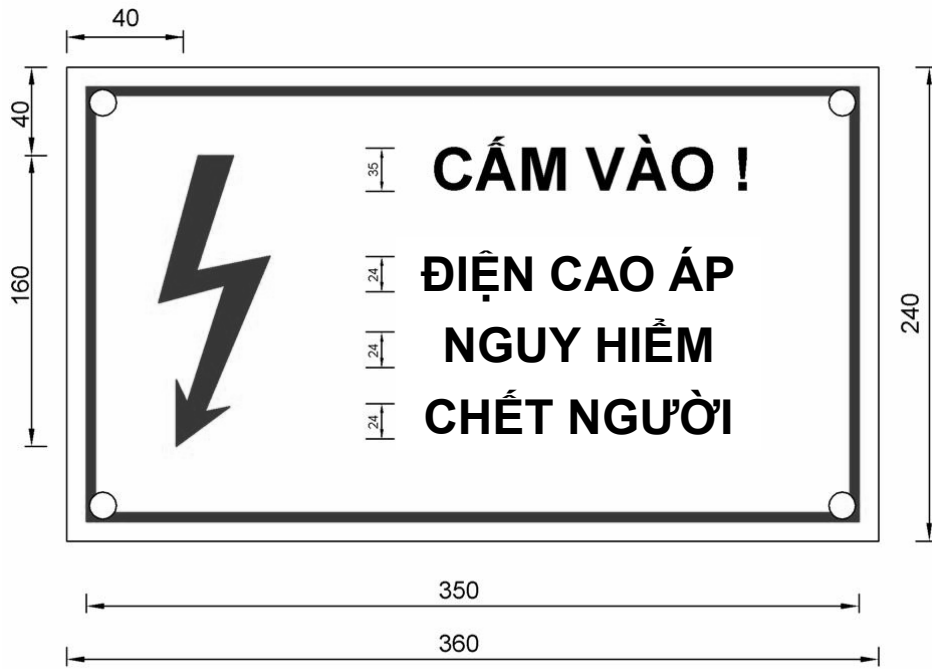 40
40
160
35
CẤM VÀO !
24
ĐIỆN CAO ÁP
24
NGUY HIỂM
24
CHẾT NGƯỜI
240
350
360